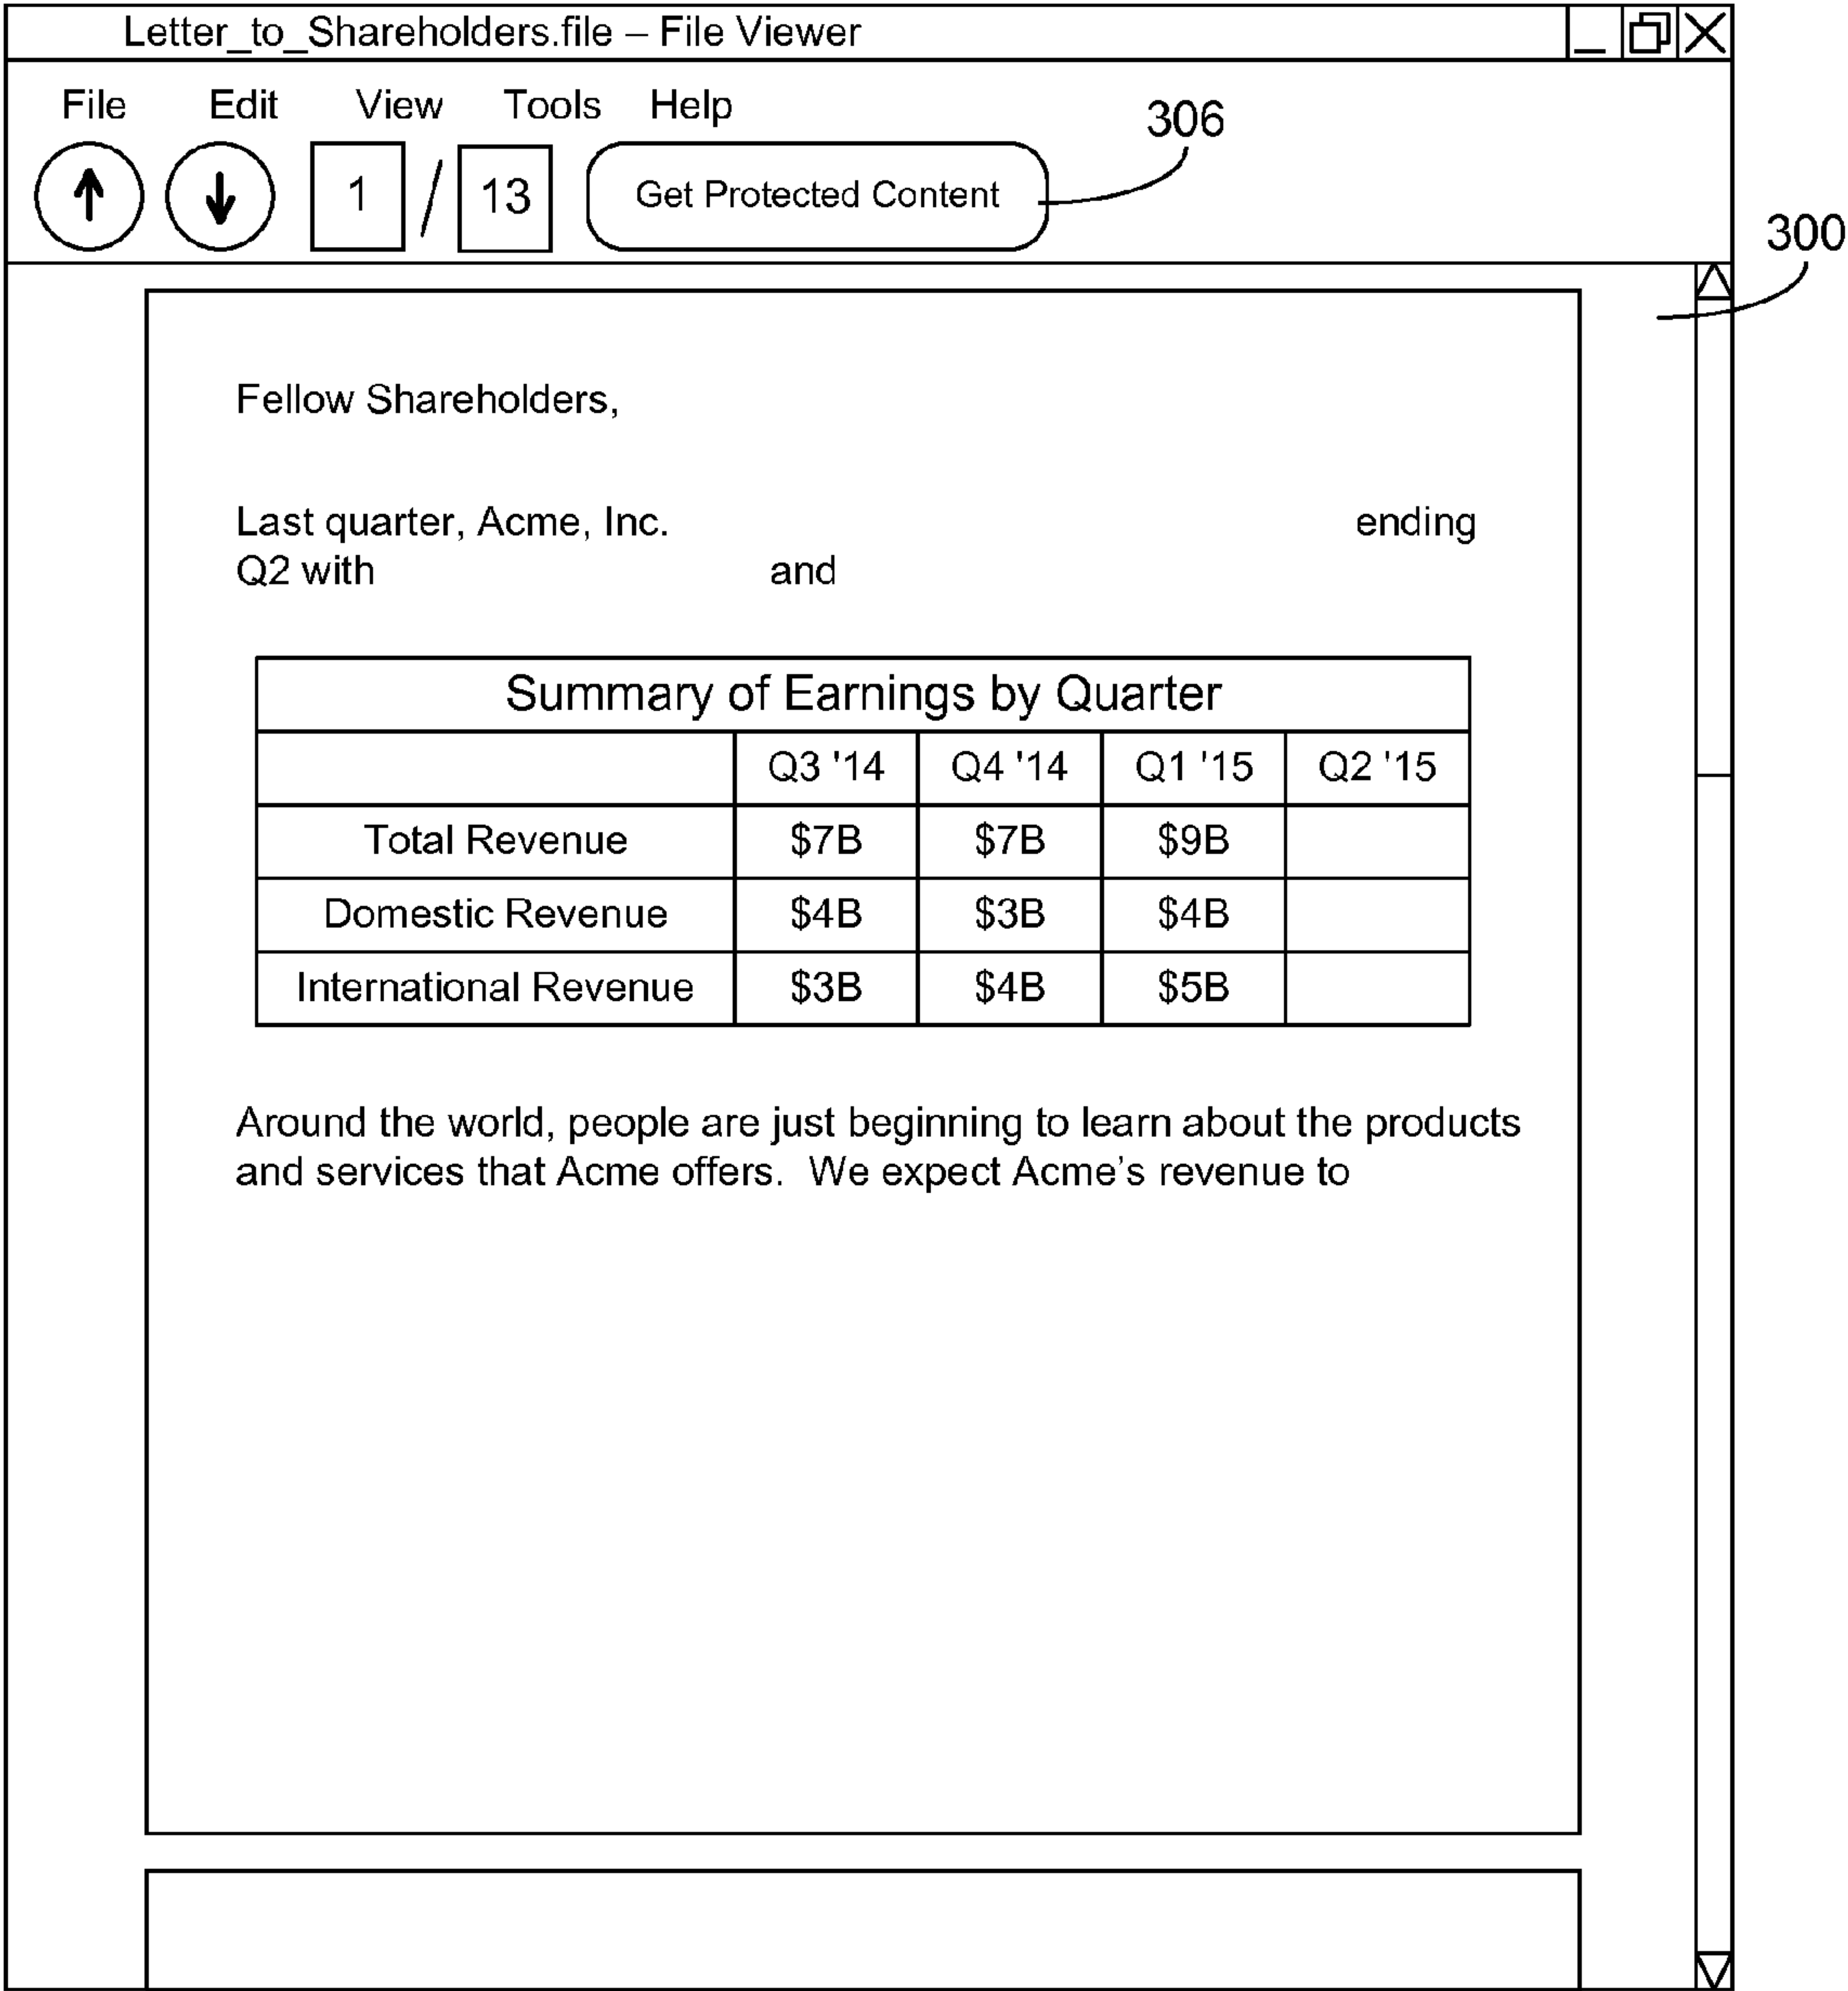 Letter_to_Shareholders.file – File Viewer
File Edit View Tools Help
306
1 / 13 Get Protected Content
300
Fellow Shareholders,
Last quarter, Acme, Inc. ending
Q2 with and
Summary of Earnings by Quarter
Q3 '14 Q4 '14 Q1 '15 Q2 '15
Total Revenue $7B $7B $9B
Domestic Revenue $4B $3B $4B
International Revenue $3B $4B $5B
Around the world, people are just beginning to learn about the products
and services that Acme offers.  We expect Acme’s revenue to